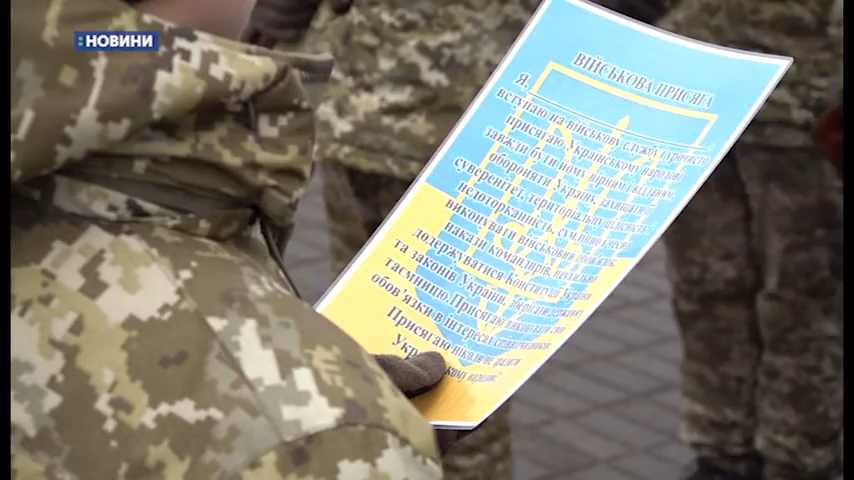 :НОВИНИ
ВІЙСЬКОВА ПРИСЯГА
Я,
вступаю на військову службу і урочисто
присягаю Українському народові
завжди бути йому вірним і відданим,
обороняти Україну, захищати її
суверенітет, територіальну цілісність і
недоторканність, сумлінно і чесно
виконувати військовий обов'язок,
накази командирів, неухильно
додержуватися Конституції України
та законів України, зберігати державну
таємницю. Присягаю виконувати свої
обов'язки в інтересах співвітчизників.
Присягаю ніколи не зрадити
народові!